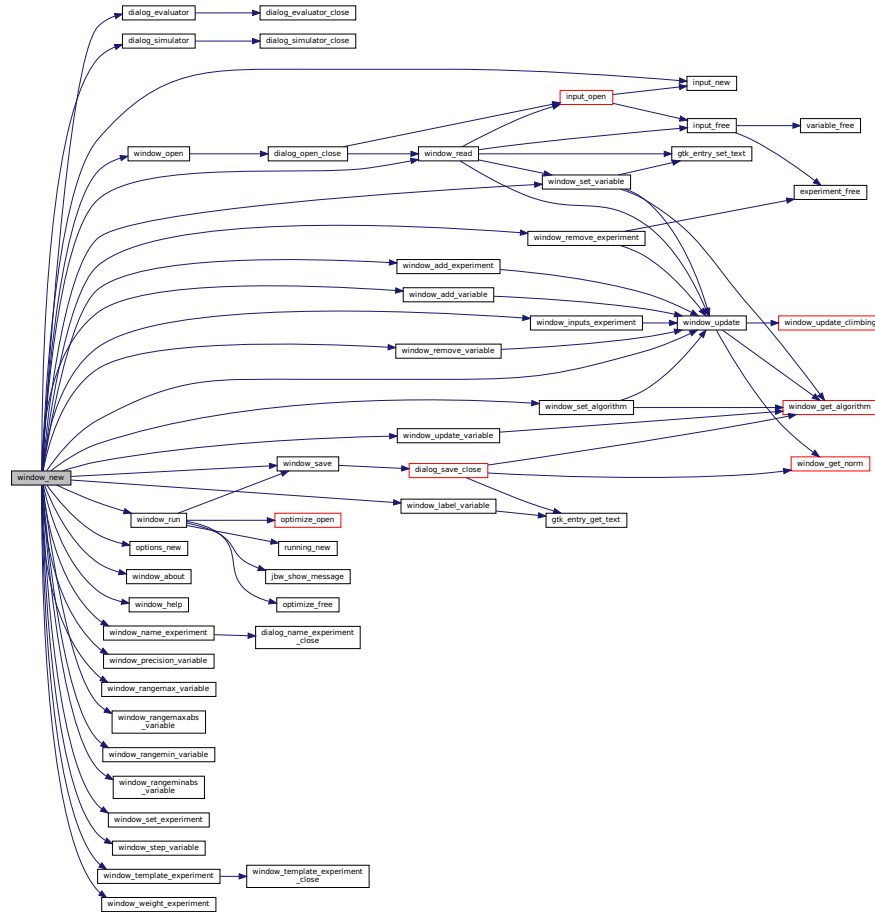 dialog_evaluator
dialog_evaluator_close
dialog_simulator
dialog_simulator_close
input_new
input_open
input_free
variable_free
window_open
dialog_open_close
window_read
gtk_entry_set_text
window_set_variable
experiment_free
window_remove_experiment
window_add_experiment
window_add_variable
window_inputs_experiment
window_update
window_update_climbing
window_remove_variable
window_set_algorithm
window_get_algorithm
window_update_variable
window_save
dialog_save_close
window_get_norm
window_new
window_label_variable
window_run
optimize_open
gtk_entry_get_text
options_new
running_new
window_about
jbw_show_message
window_help
optimize_free
window_name_experiment
dialog_name_experiment
_close
window_precision_variable
window_rangemax_variable
window_rangemaxabs
_variable
window_rangemin_variable
window_rangeminabs
_variable
window_set_experiment
window_step_variable
window_template_experiment
window_template_experiment
_close
window_weight_experiment